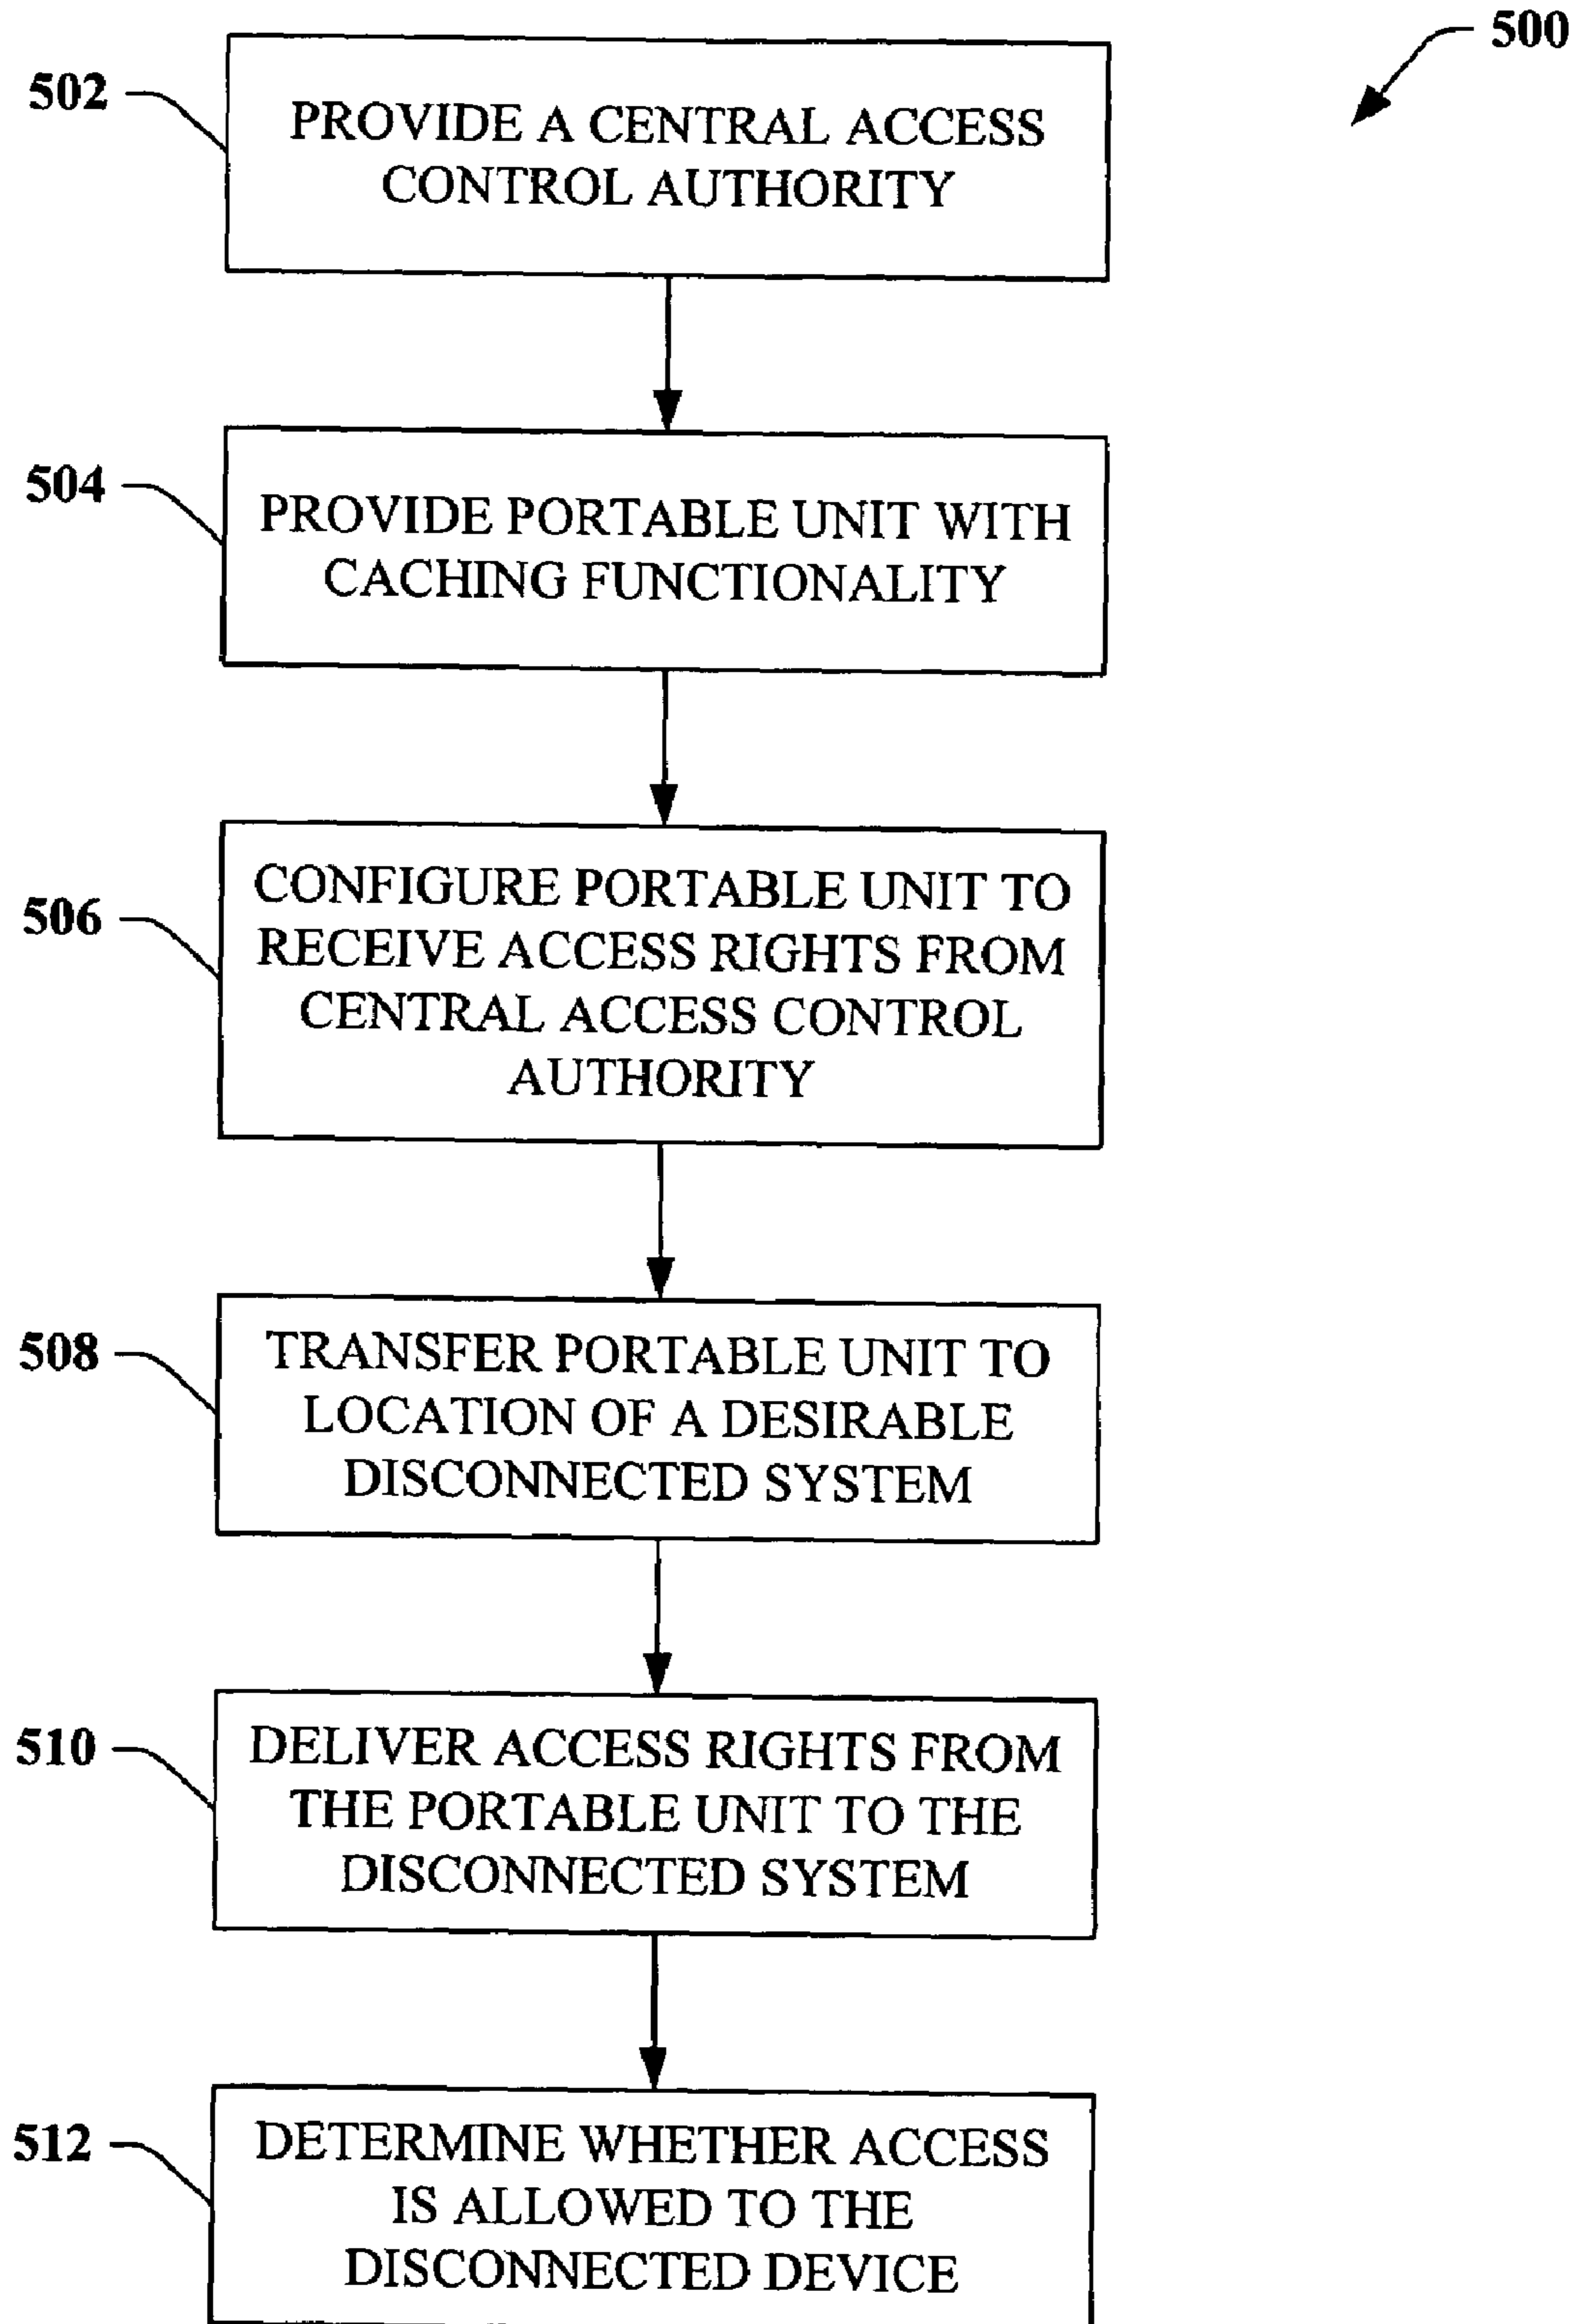 500
502
PROVIDE A CENTRAL ACCESS
CONTROL AUTHORITY
504
PROVIDE PORTABLE UNIT WITH
CACHING FUNCTIONALITY
506
CONFIGURE PORTABLE UNIT TO
RECEIVE ACCESS RIGHTS FROM
CENTRAL ACCESS CONTROL
AUTHORITY
508
TRANSFER PORTABLE UNIT TO
LOCATION OF A DESIRABLE
DISCONNECTED SYSTEM
510
DELIVER ACCESS RIGHTS FROM
THE PORTABLE UNIT TO THE
DISCONNECTED SYSTEM
512
DETERMINE WHETHER ACCESS
IS ALLOWED TO THE
DISCONNECTED DEVICE